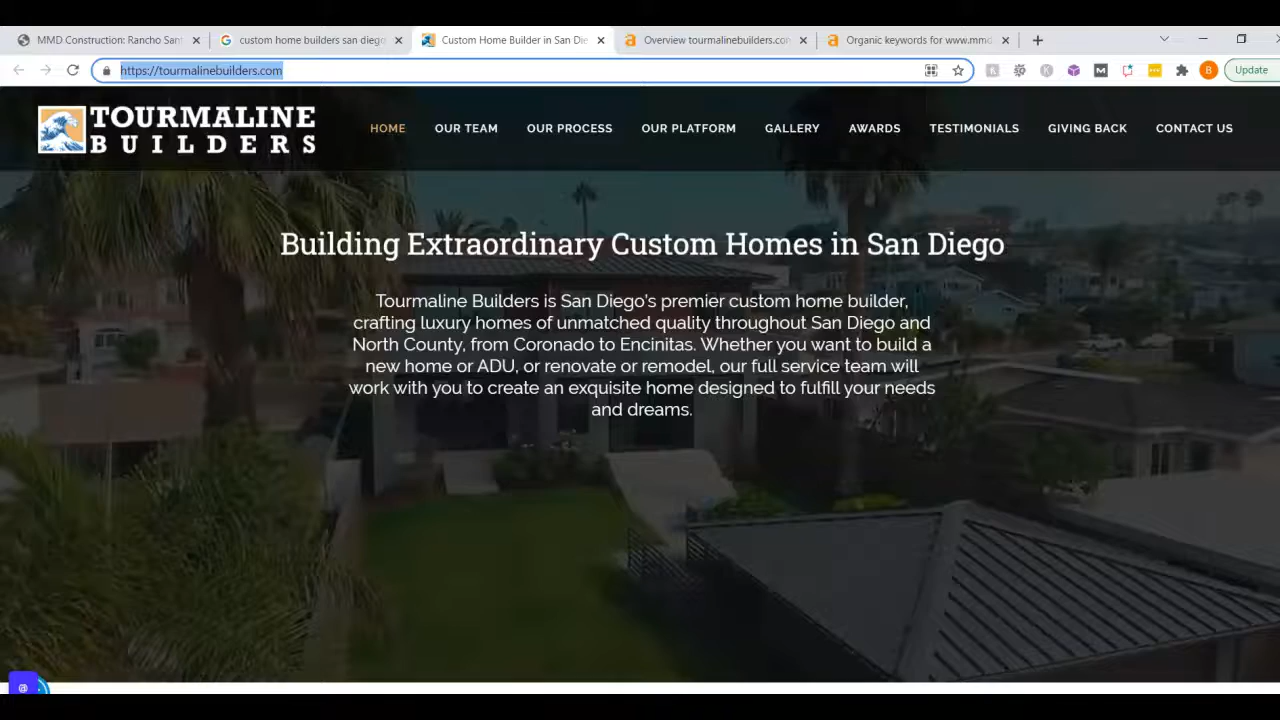 MMD Construction: Rancho San
custom home builders san diego
Custom Home Builder in San Die
Overview tourmalinebuilders.com
Organic keywords for www.mmd
https://tourmalinebuilders.com
B
Update
TOURMALINE
BUILDERS
HOME
OUR TEAM
OUR PROCESS
OUR PLATFORM
GALLERY
AWARDS
TESTIMONIALS
GIVING BACK
CONTACT US
Building Extraordinary Custom Homes in San Diego
Tourmaline Builders is San Diego's premier custom home builder,
crafting luxury homes of unmatched quality throughout San Diego and
North County, from Coronado to Encinitas. Whether you want to build a
new home or ADU, or renovate or remodel, our full service team will
work with you to create an exquisite home designed to fulfill your needs
and dreams.